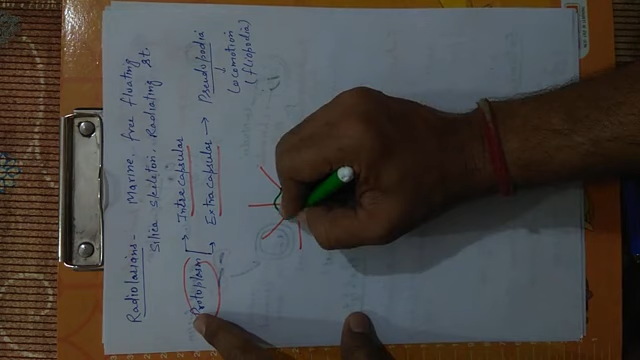 Radiolarians - Marine, free floating
Silica skeleton. Radiating st.
Protoplasm → Intracapsular
→ Extracapsular → Pseudopodia
↓
Locomotion
(filopodia)